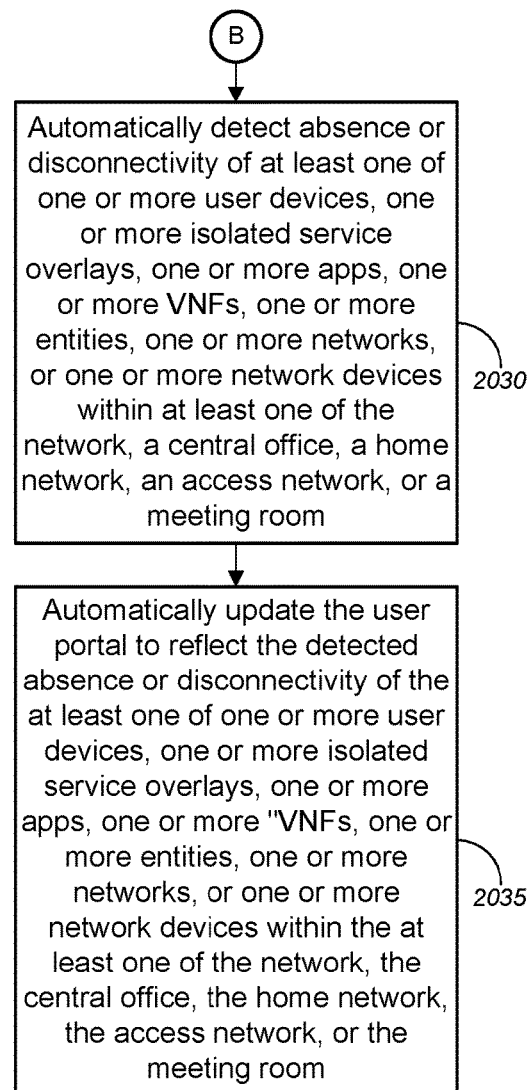 B
Automatically detect absence or
disconnectivity of at least one of
one or more user devices, one
or more isolated service
overlays, one or more apps, one
or more VNFs, one or more
entities, one or more networks,
or one or more network devices
within at least one of the
network, a central office, a home
network, an access network, or a
meeting room
2030
Automatically update the user
portal to reflect the detected
absence or disconnectivity of the
at least one of one or more user
devices, one or more isolated
service overlays, one or more
apps, one or more "VNFs, one or
more entities, one or more
networks, or one or more
network devices within the at
least one of the network, the
central office, the home network,
the access network, or the
meeting room
2035